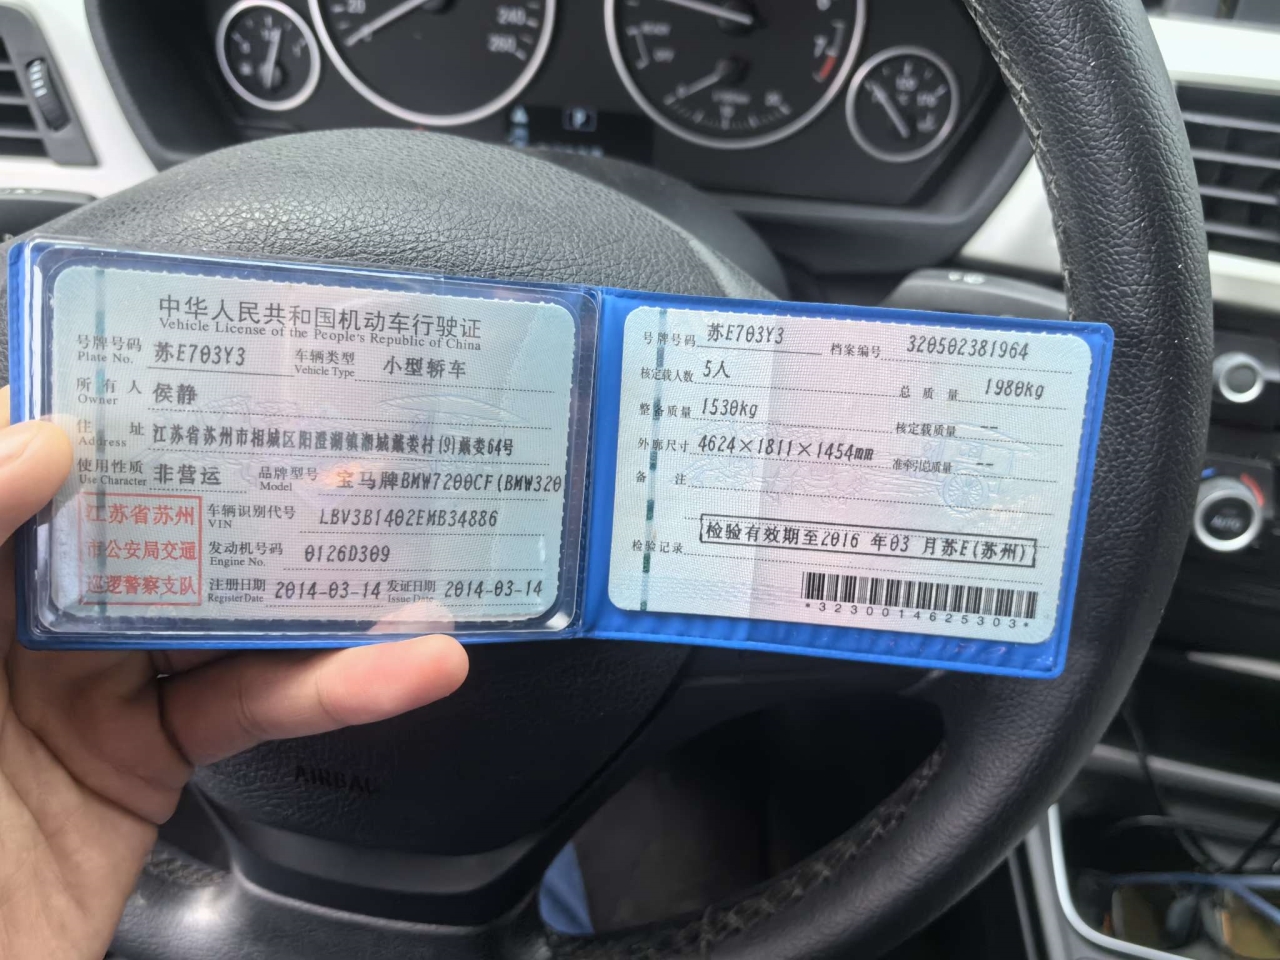 20
240
260
7
P
AIRBAG
AUTO
中华人民共和国机动车行驶证
Vehicle License of the People's Republic of China
号牌号码 苏E703Y3 车辆类型 小型轿车
Plate No. Vehicle Type
所有人 侯静
Owner
住址 江苏省苏州市相城区阳澄湖镇湘城戴娄村(9)戴娄64号
Address
使用性质 非营运 品牌型号 宝马牌BMW7200CF(BMW320
Use Character Model
江苏省苏州
市公安局交通
巡逻警察支队
车辆识别代号 LBV3B1402EMB34886
VIN
发动机号码 0126D309
Engine No.
注册日期 2014-03-14 发证日期 2014-03-14
Register Date Issue Date
号牌号码 苏E703Y3 档案编号 320502381964
核定载人数 5人 总质量 1980kg
整备质量 1530kg 核定载质量 --
外廓尺寸 4624×1811×1454mm 准牵引总质量 --
备注
检验记录 检验有效期至2016 年03 月苏E(苏州)
*3230014625303*